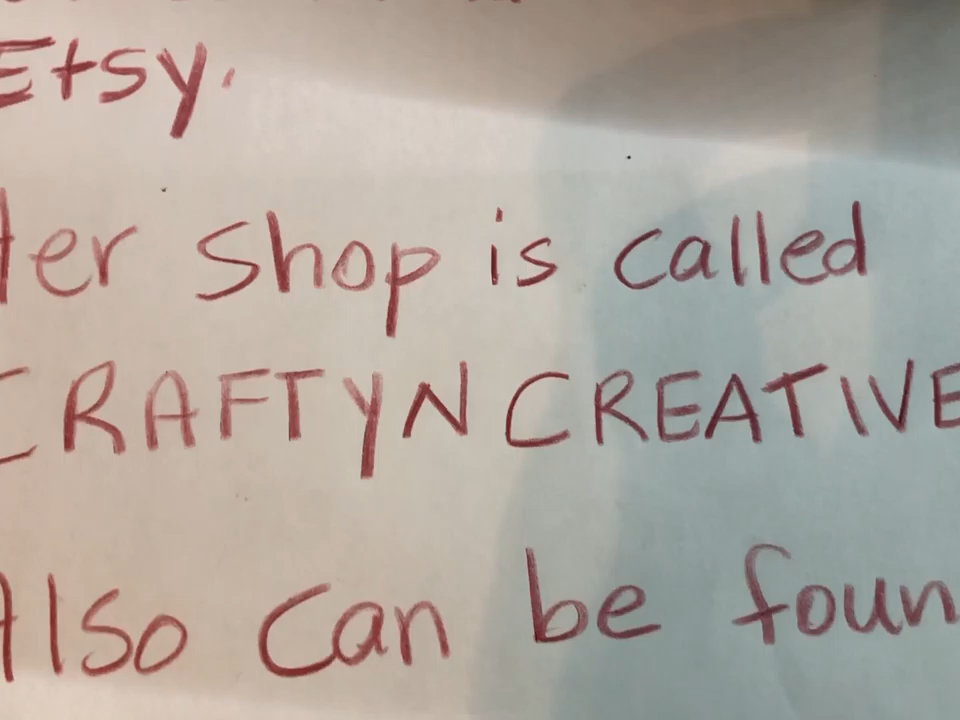 Etsy.
Her shop is called
CRAFTYNCREATIVE
Also can be foun